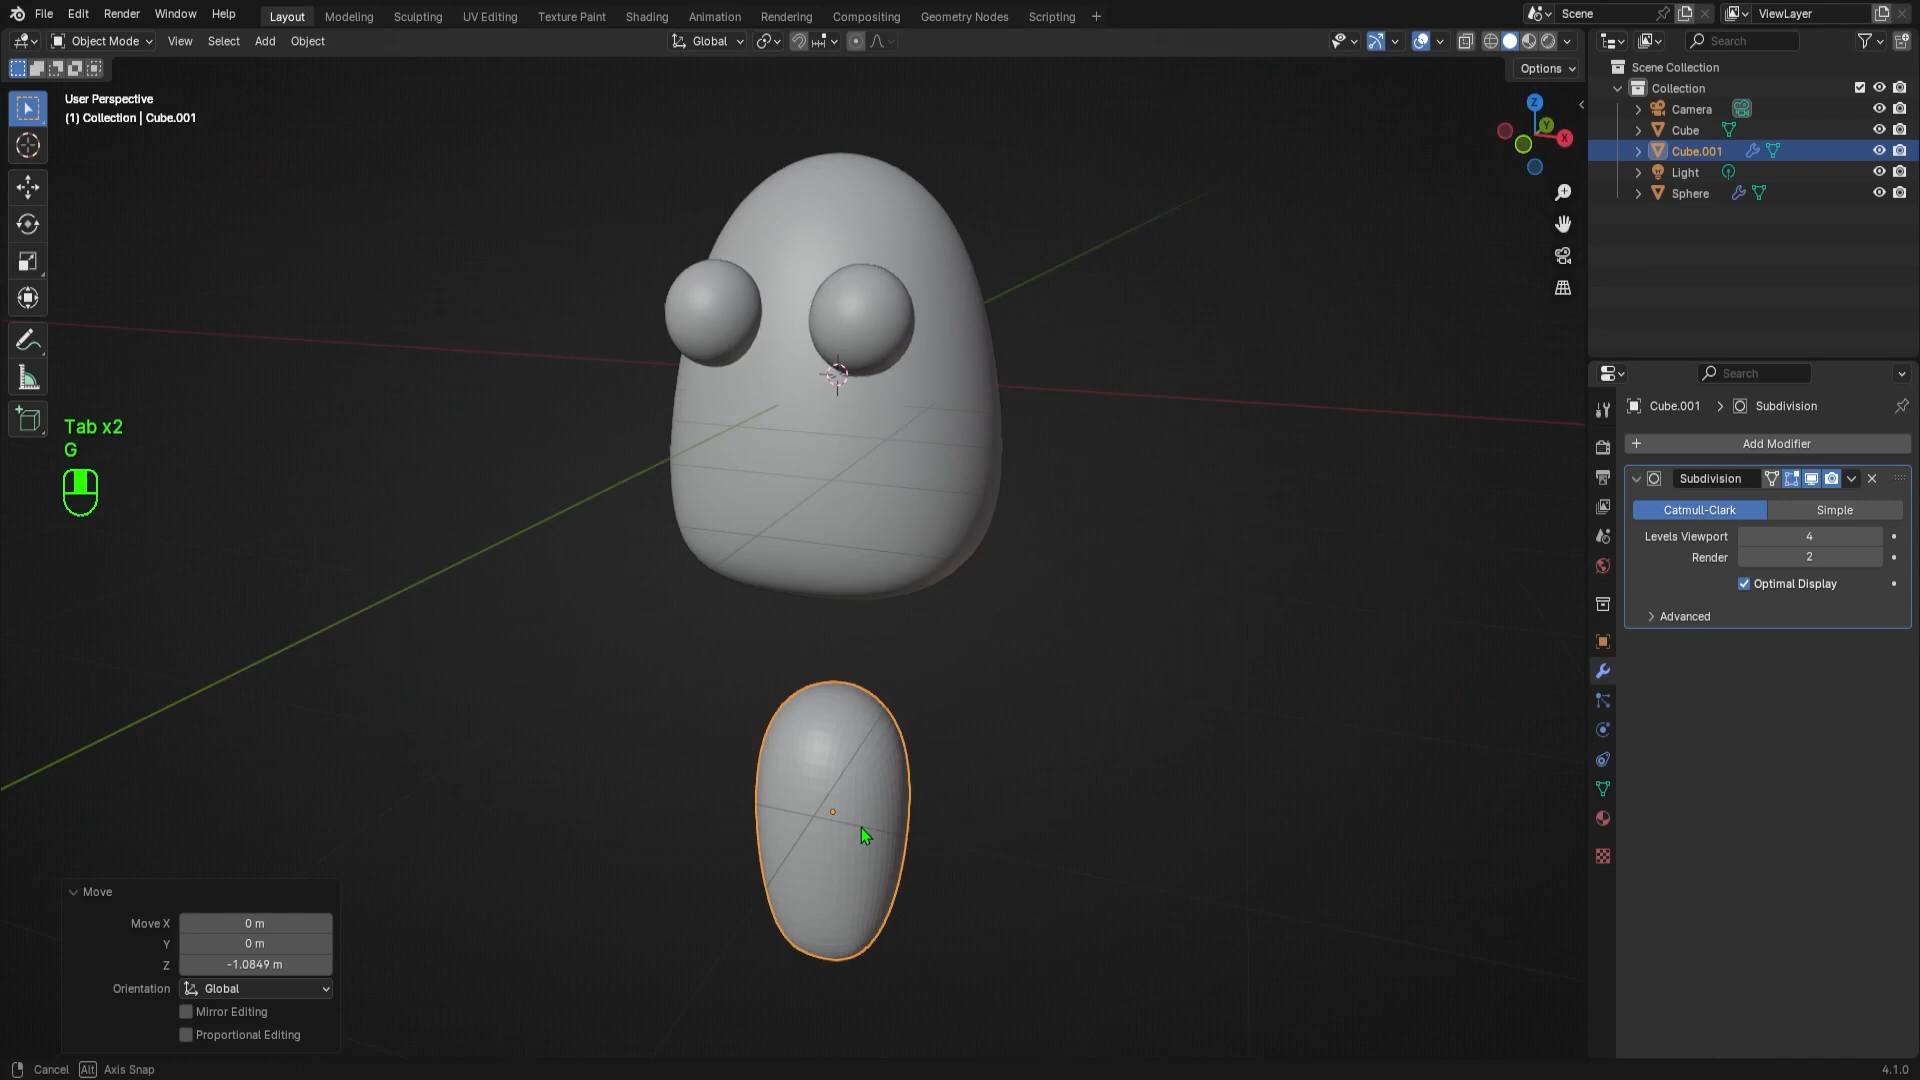 File Edit Render Window Help
Layout Modeling Sculpting UV Editing Texture Paint Shading Animation Rendering Compositing Geometry Nodes Scripting +
Scene
ViewLayer
Object Mode View Select Add Object
Global
Search
Options
User Perspective
(1) Collection | Cube.001
Z
Y
X
Scene Collection
Collection
Camera
Cube
Cube.001
Light
Sphere
Search
Cube.001 > Subdivision
+ Add Modifier
Subdivision
Catmull-Clark Simple
Levels Viewport 4
Render 2
Optimal Display
Advanced
Tab x2
G
Move
Move X 0 m
Y 0 m
Z -1.0849 m
Orientation Global
Mirror Editing
Proportional Editing
Cancel Alt Axis Snap
4.1.0